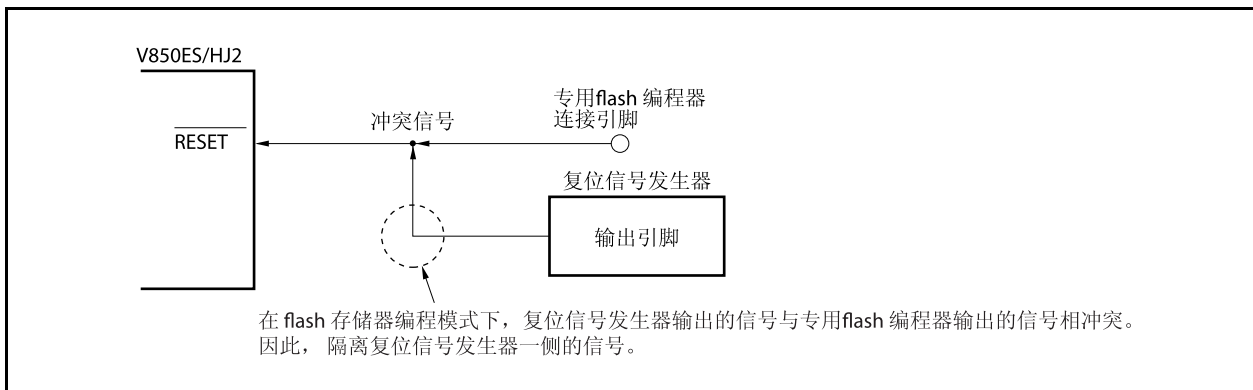 V850ES/HJ2
RESET
冲突信号
专用flash 编程器
连接引脚
复位信号发生器
输出引脚
在 flash 存储器编程模式下，复位信号发生器输出的信号与专用flash 编程器输出的信号相冲突。
因此， 隔离复位信号发生器一侧的信号。